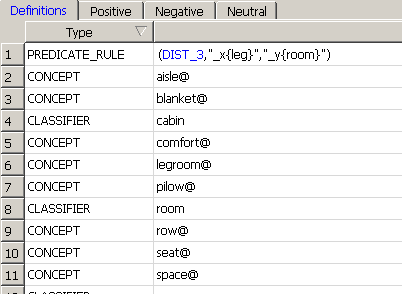 Definitions Positive Negative Neutral
Type
1 PREDICATE_RULE (DIST_3,"_x{leg}","_y{room}")
2 CONCEPT aisle@
3 CONCEPT blanket@
4 CLASSIFIER cabin
5 CONCEPT comfort@
6 CONCEPT legroom@
7 CONCEPT pilow@
8 CLASSIFIER room
9 CONCEPT row@
10 CONCEPT seat@
11 CONCEPT space@